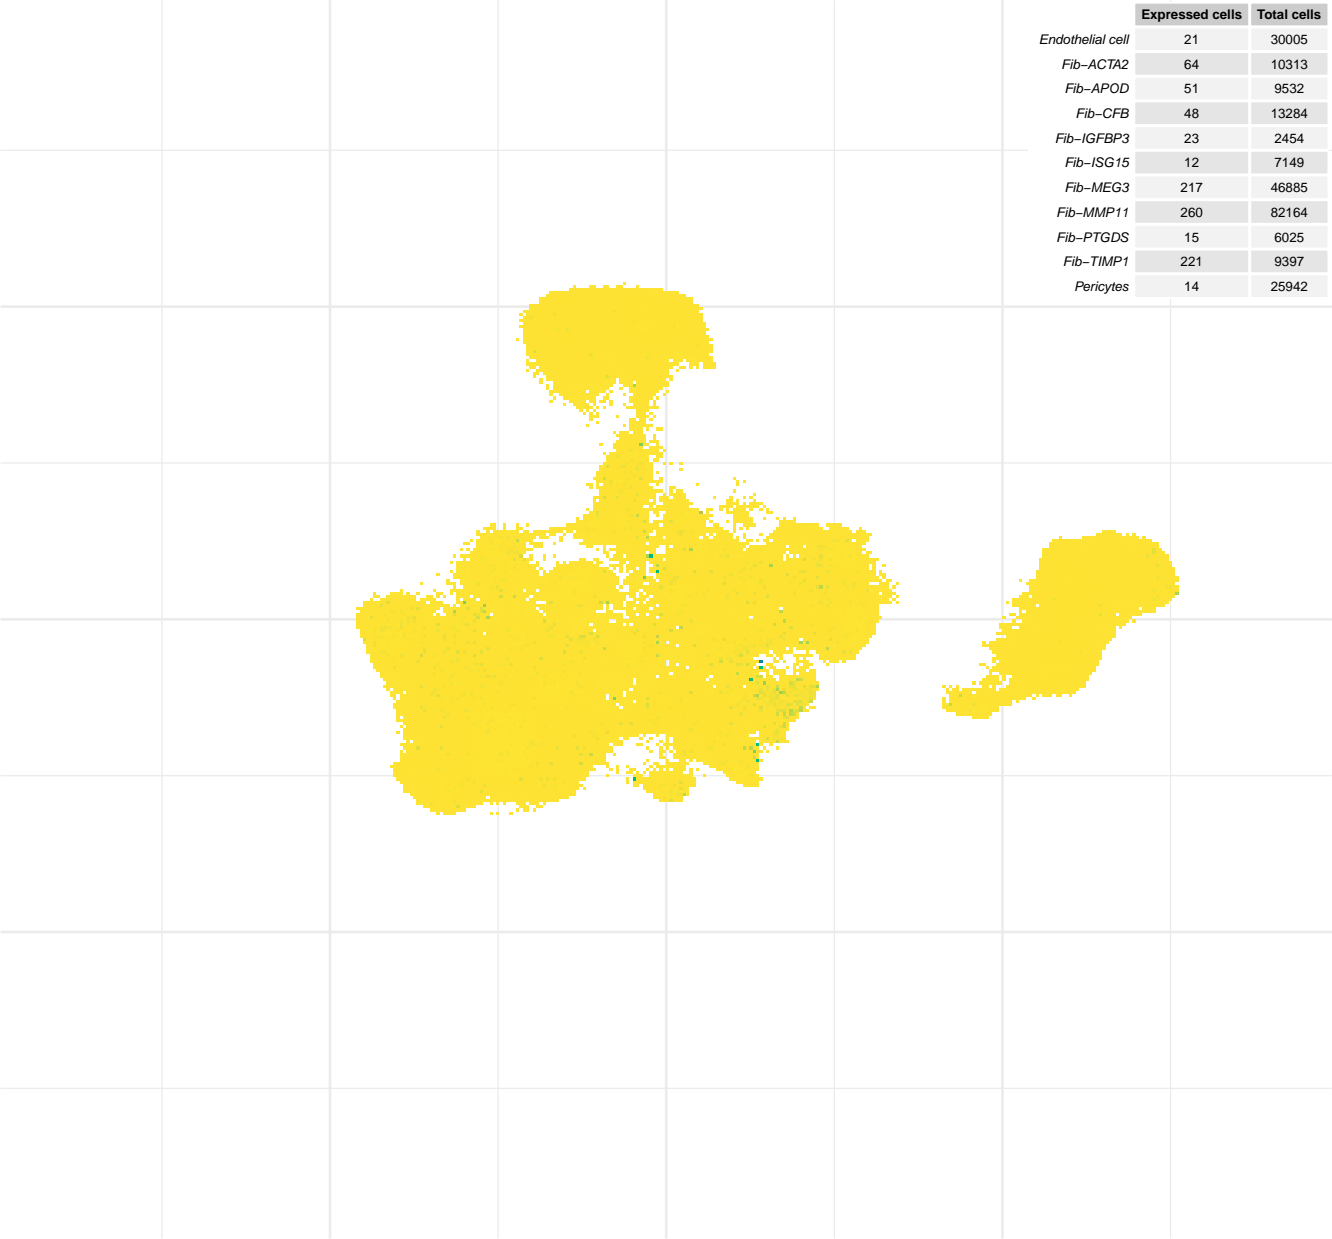 Expressed cells Total cells
Endothelial cell 21 30005
Fib−ACTA2 64 10313
Fib−APOD 51 9532
Fib−CFB 48 13284
Fib−IGFBP3 23 2454
Fib−ISG15 12 7149
Fib−MEG3 217 46885
Fib−MMP11 260 82164
Fib−PTGDS 15 6025
Fib−TIMP1 221 9397
Pericytes 14 25942